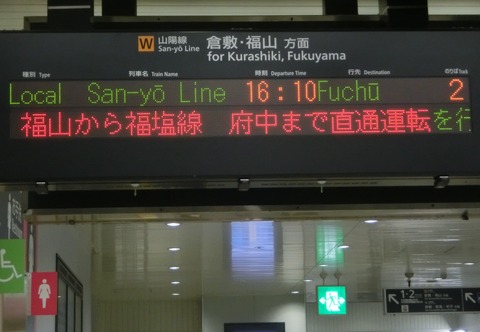 W 山陽線 倉敷・福山 方面
San-yō Line for Kurashiki, Fukuyama
種別 Type 列車名 Train Name 時刻 Departure Time 行先 Destination のりば Track
Local San-yō Line 16:10 Fuchū 2
福山から福塩線 府中まで直通運転を行
1-2